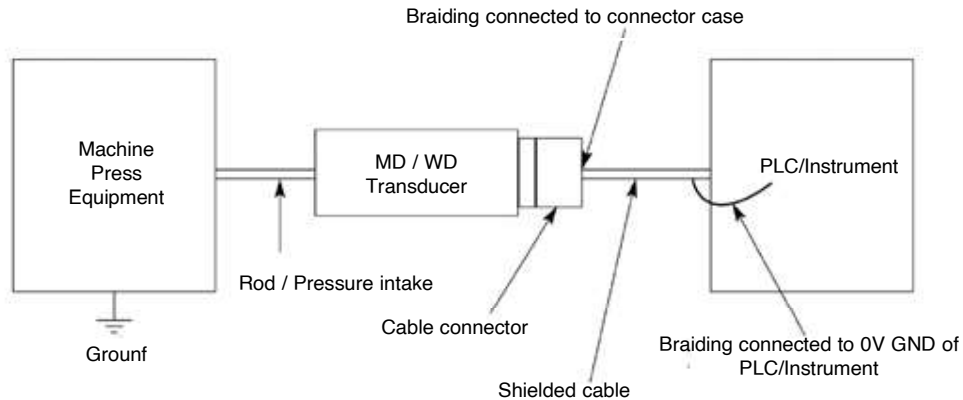 Braiding connected to connector case
Machine
Press
Equipment
MD / WD
Transducer
PLC/Instrument
Rod / Pressure intake
Cable connector
Grounf
Braiding connected to 0V GND of
PLC/Instrument
Shielded cable